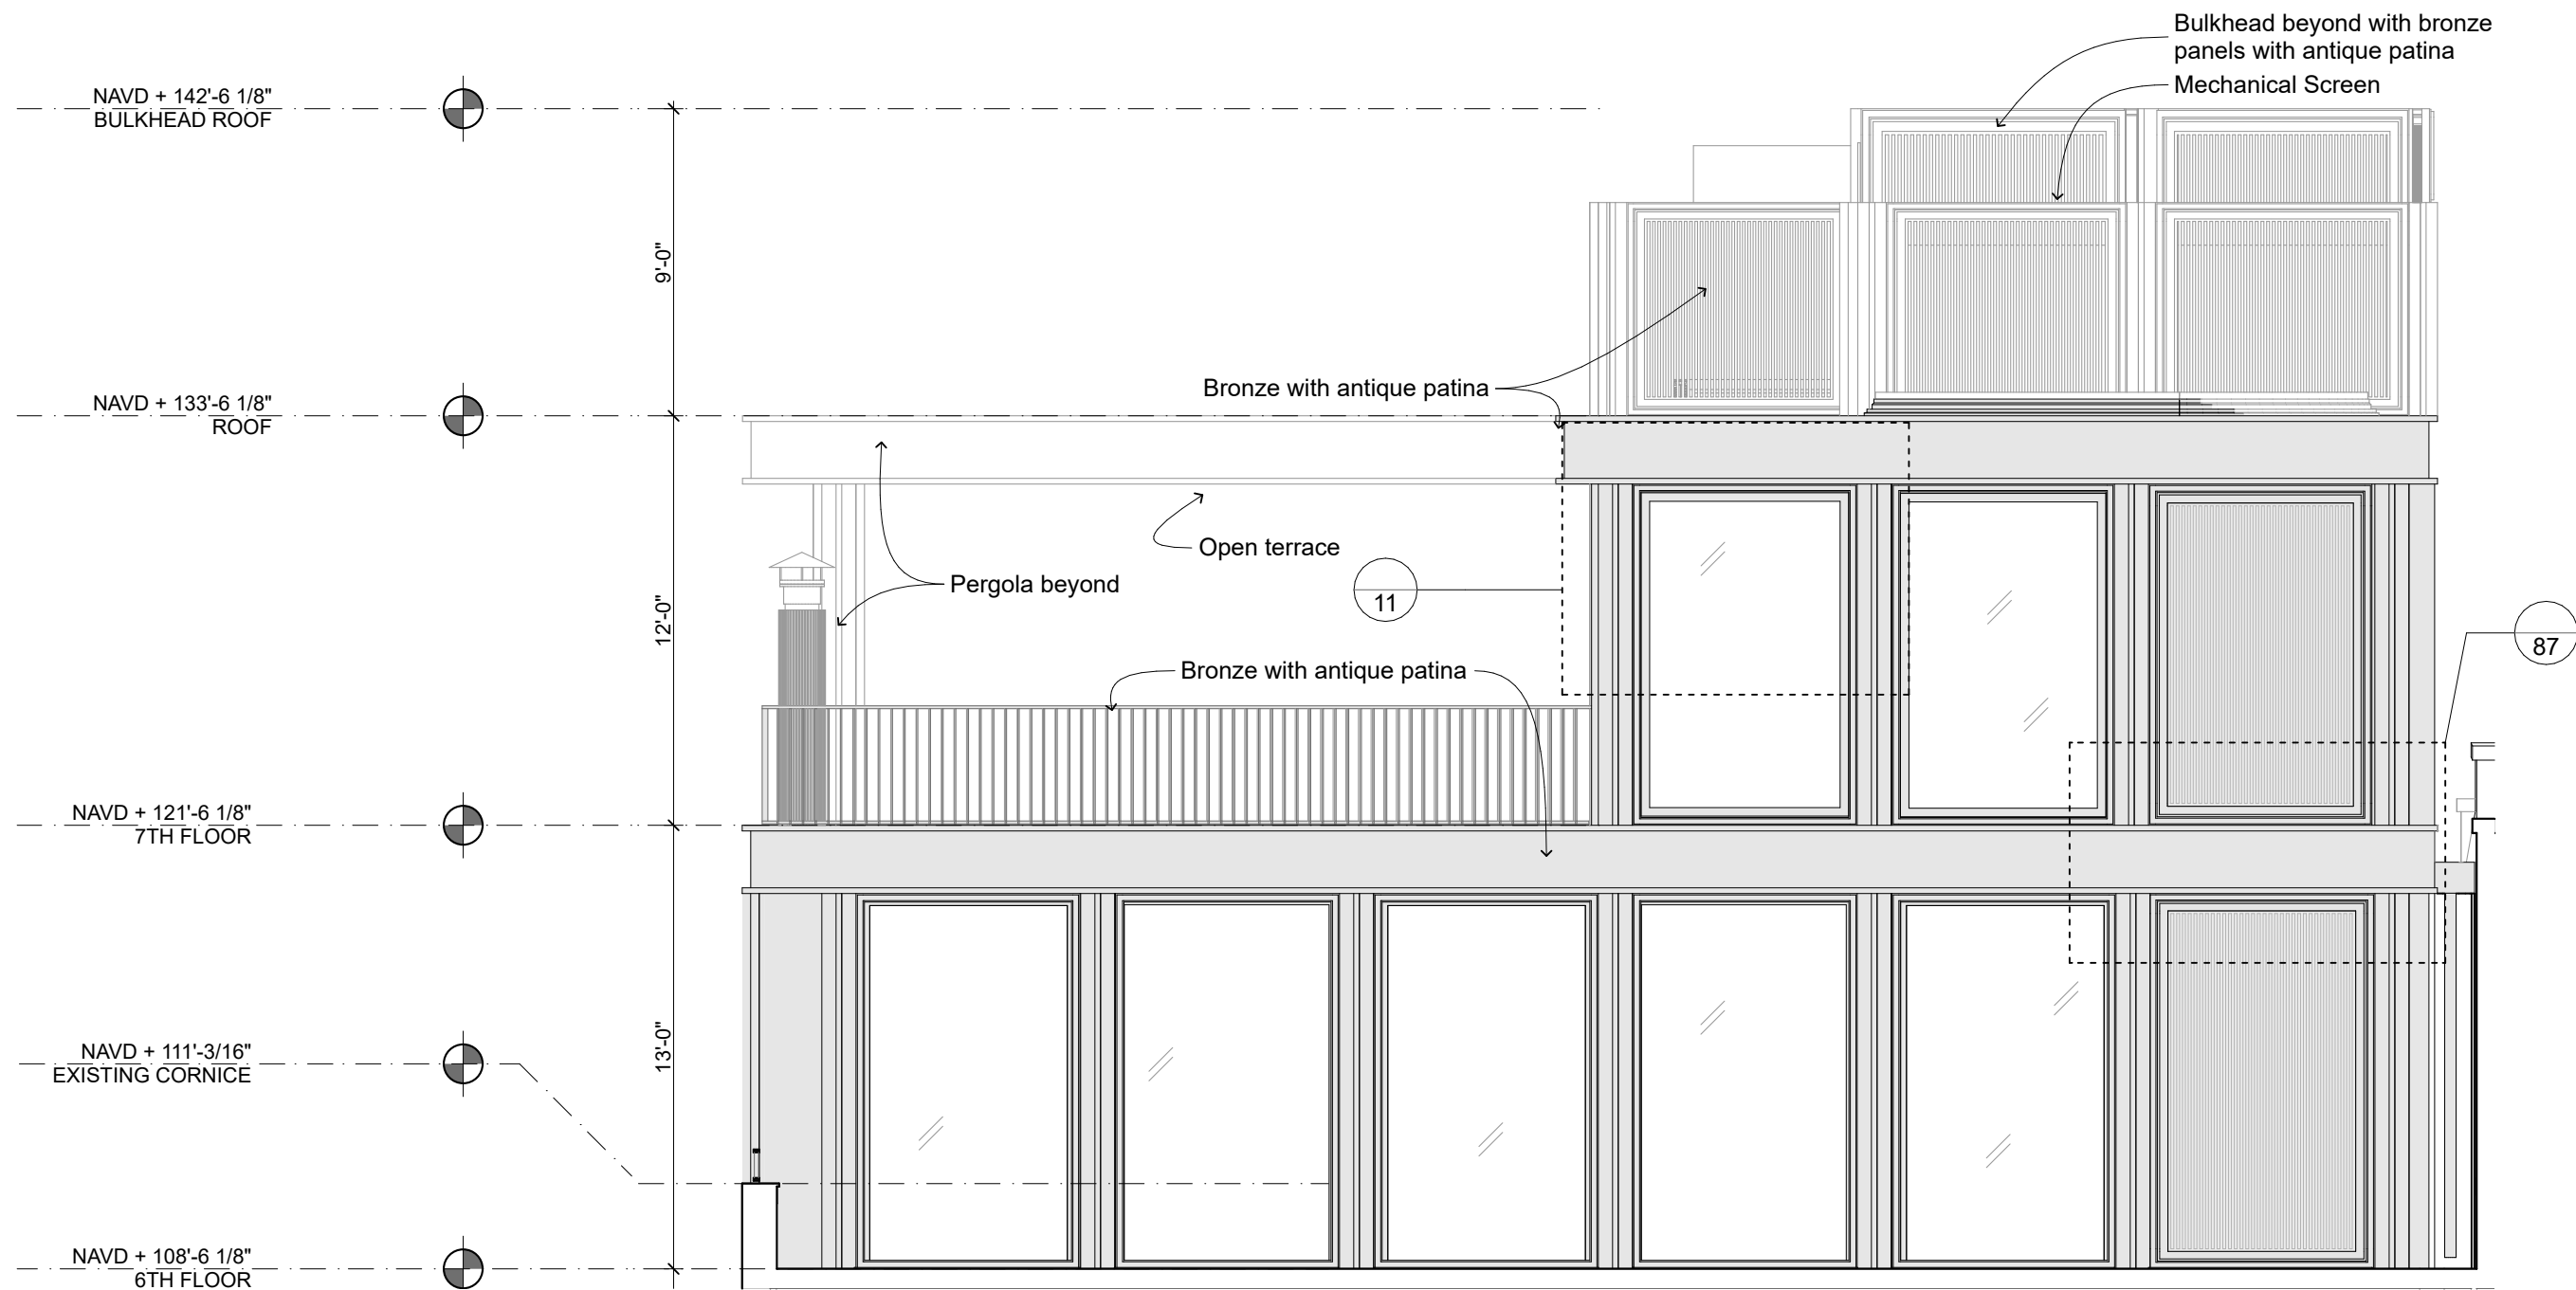 Bulkhead beyond with bronze
panels with antique patina
Mechanical Screen
NAVD + 142'-6 1/8"
BULKHEAD ROOF
9'-0"
Bronze with antique patina
NAVD + 133'-6 1/8"
ROOF
Open terrace
Pergola beyond
11
12'-0"
87
Bronze with antique patina
NAVD + 121'-6 1/8"
7TH FLOOR
13'-0"
NAVD + 111'-3/16"
EXISTING CORNICE
NAVD + 108'-6 1/8"
6TH FLOOR